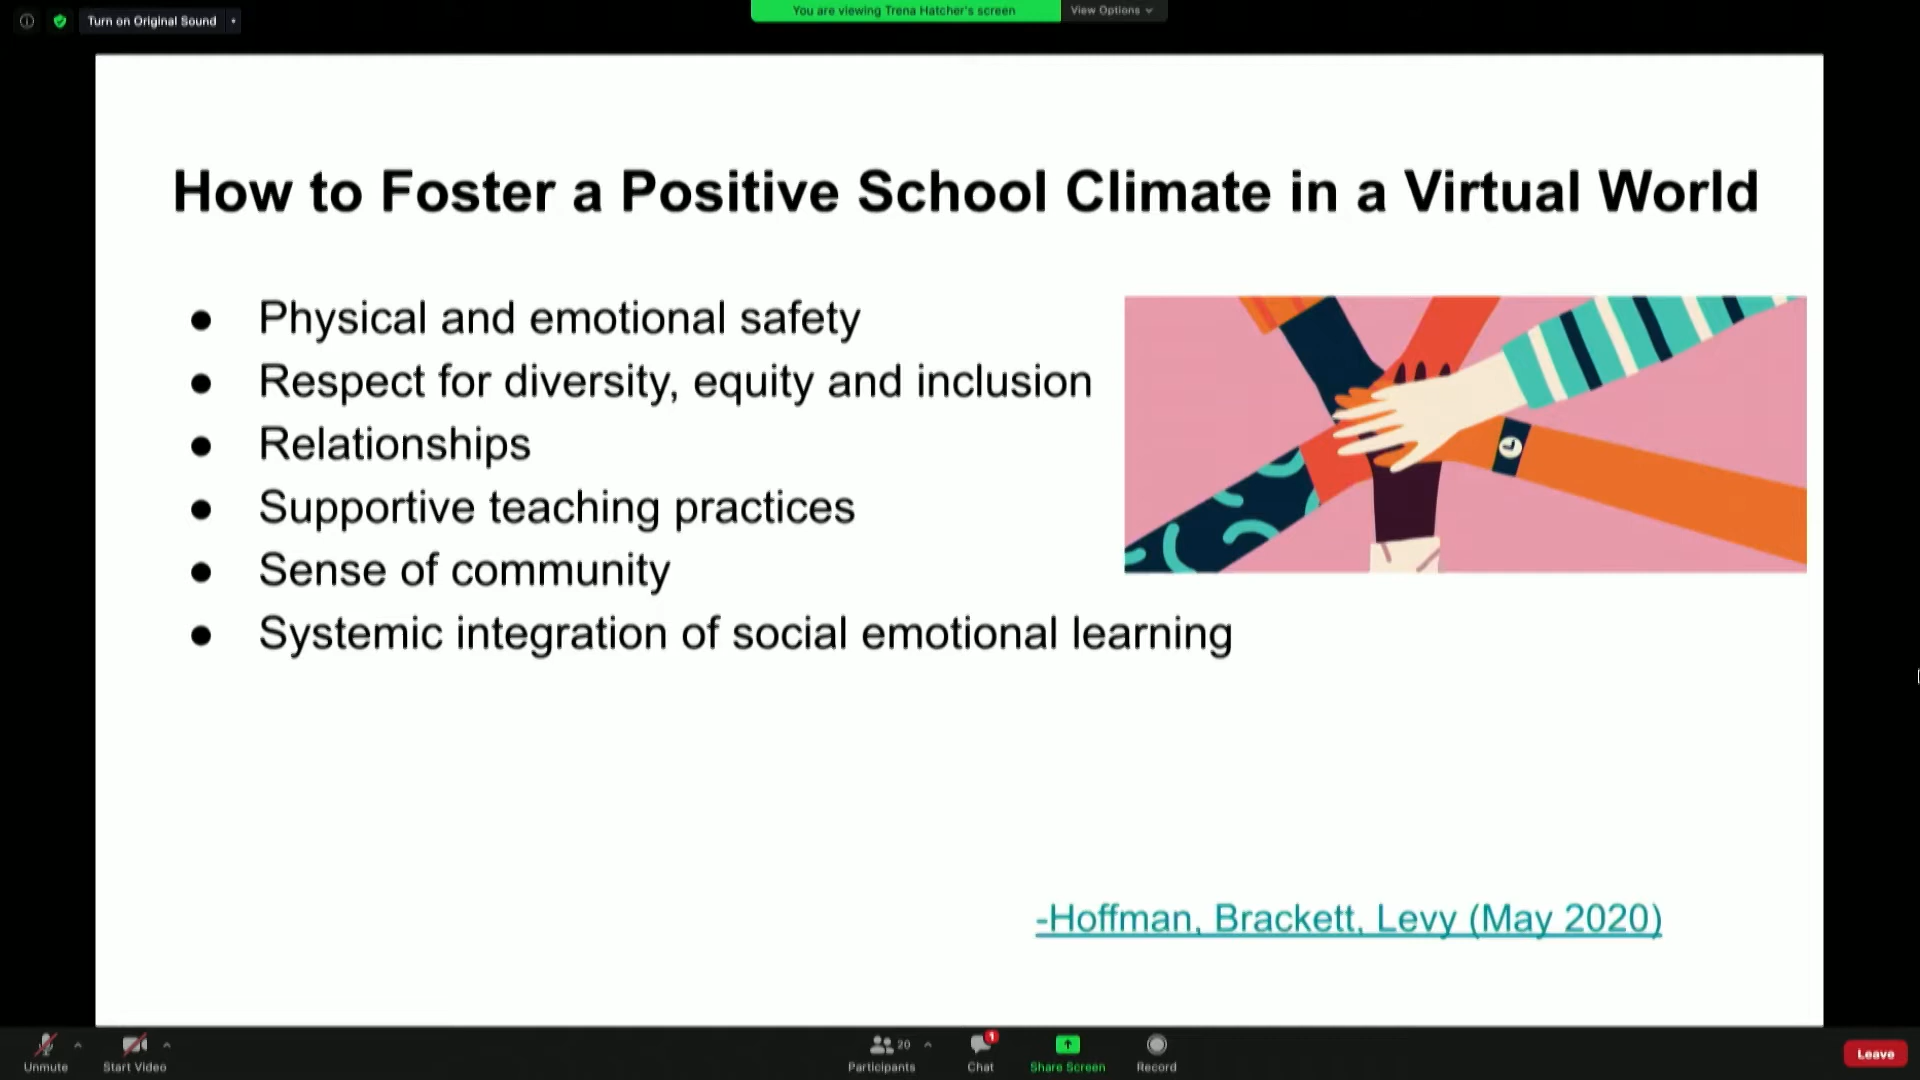 Turn on Original Sound
You are viewing Trena Hatcher's screen
View Options
How to Foster a Positive School Climate in a Virtual World
● Physical and emotional safety
● Respect for diversity, equity and inclusion
● Relationships
● Supportive teaching practices
● Sense of community
● Systemic integration of social emotional learning
-Hoffman, Brackett, Levy (May 2020)
Unmute
Start Video
20
Participants
1
Chat
Share Screen
Record
Leave